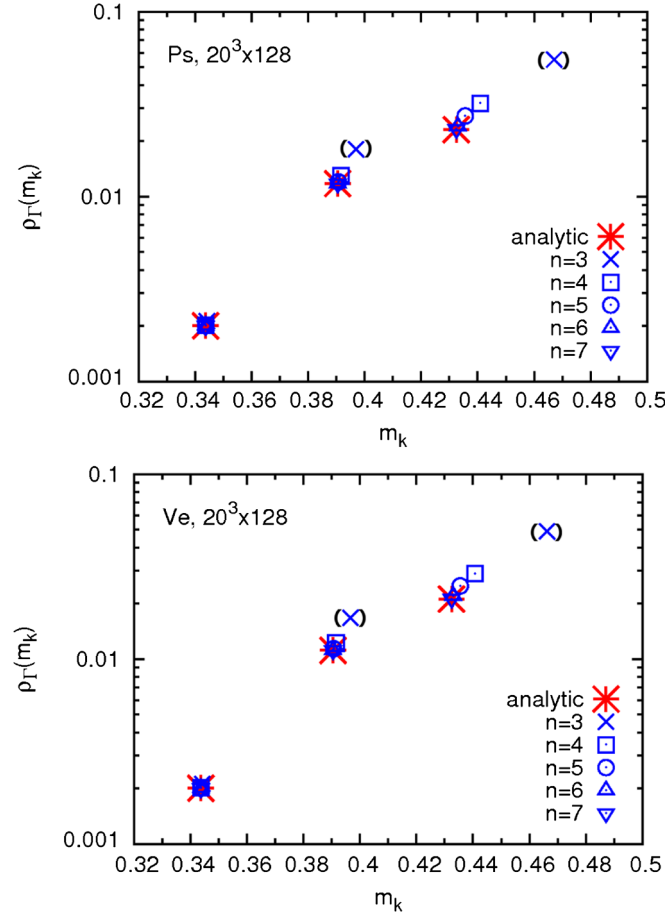 0.1
Ps, 20³x128
0.01
ρΓ(mk)
analytic
n=3
n=4
n=5
n=6
n=7
0.001
0.32 0.34 0.36 0.38 0.4 0.42 0.44 0.46 0.48 0.5
mk
0.1
Ve, 20³x128
0.01
ρΓ(mk)
analytic
n=3
n=4
n=5
n=6
n=7
0.001
0.32 0.34 0.36 0.38 0.4 0.42 0.44 0.46 0.48 0.5
mk